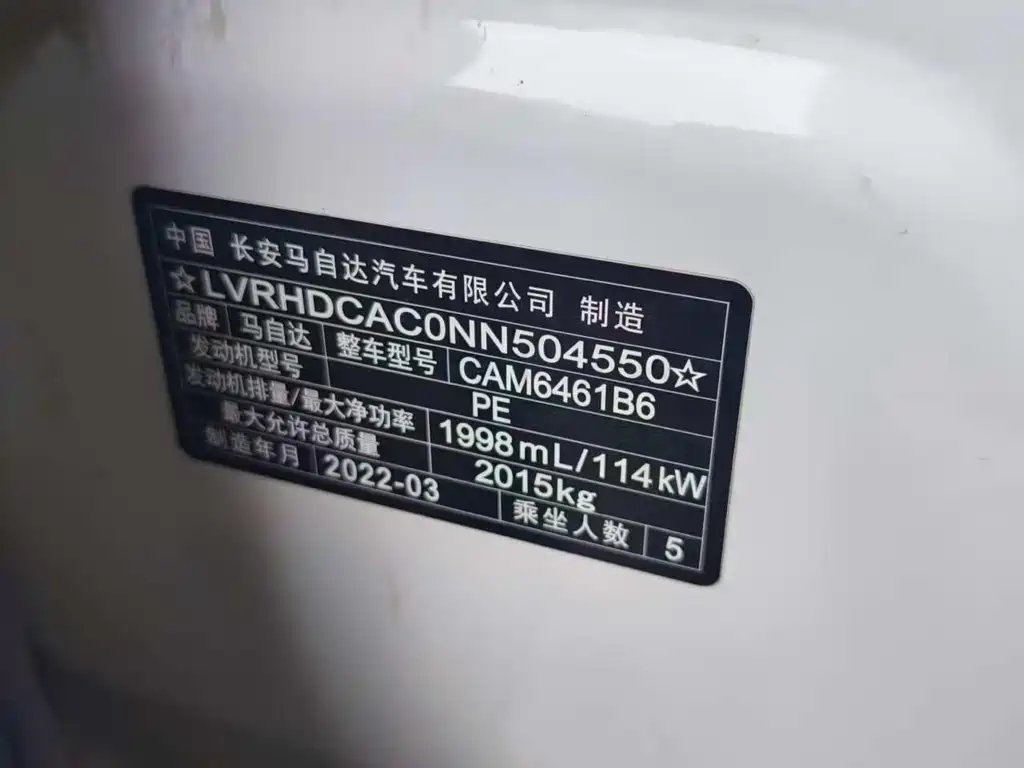 中国 长安马自达汽车有限公司 制造
☆LVRHDCAC0NN504550☆
品牌 马自达 整车型号 CAM6461B6
发动机型号 PE
发动机排量/最大净功率 1998mL/114kW
最大允许总质量 2015kg
制造年月 2022-03 乘坐人数 5